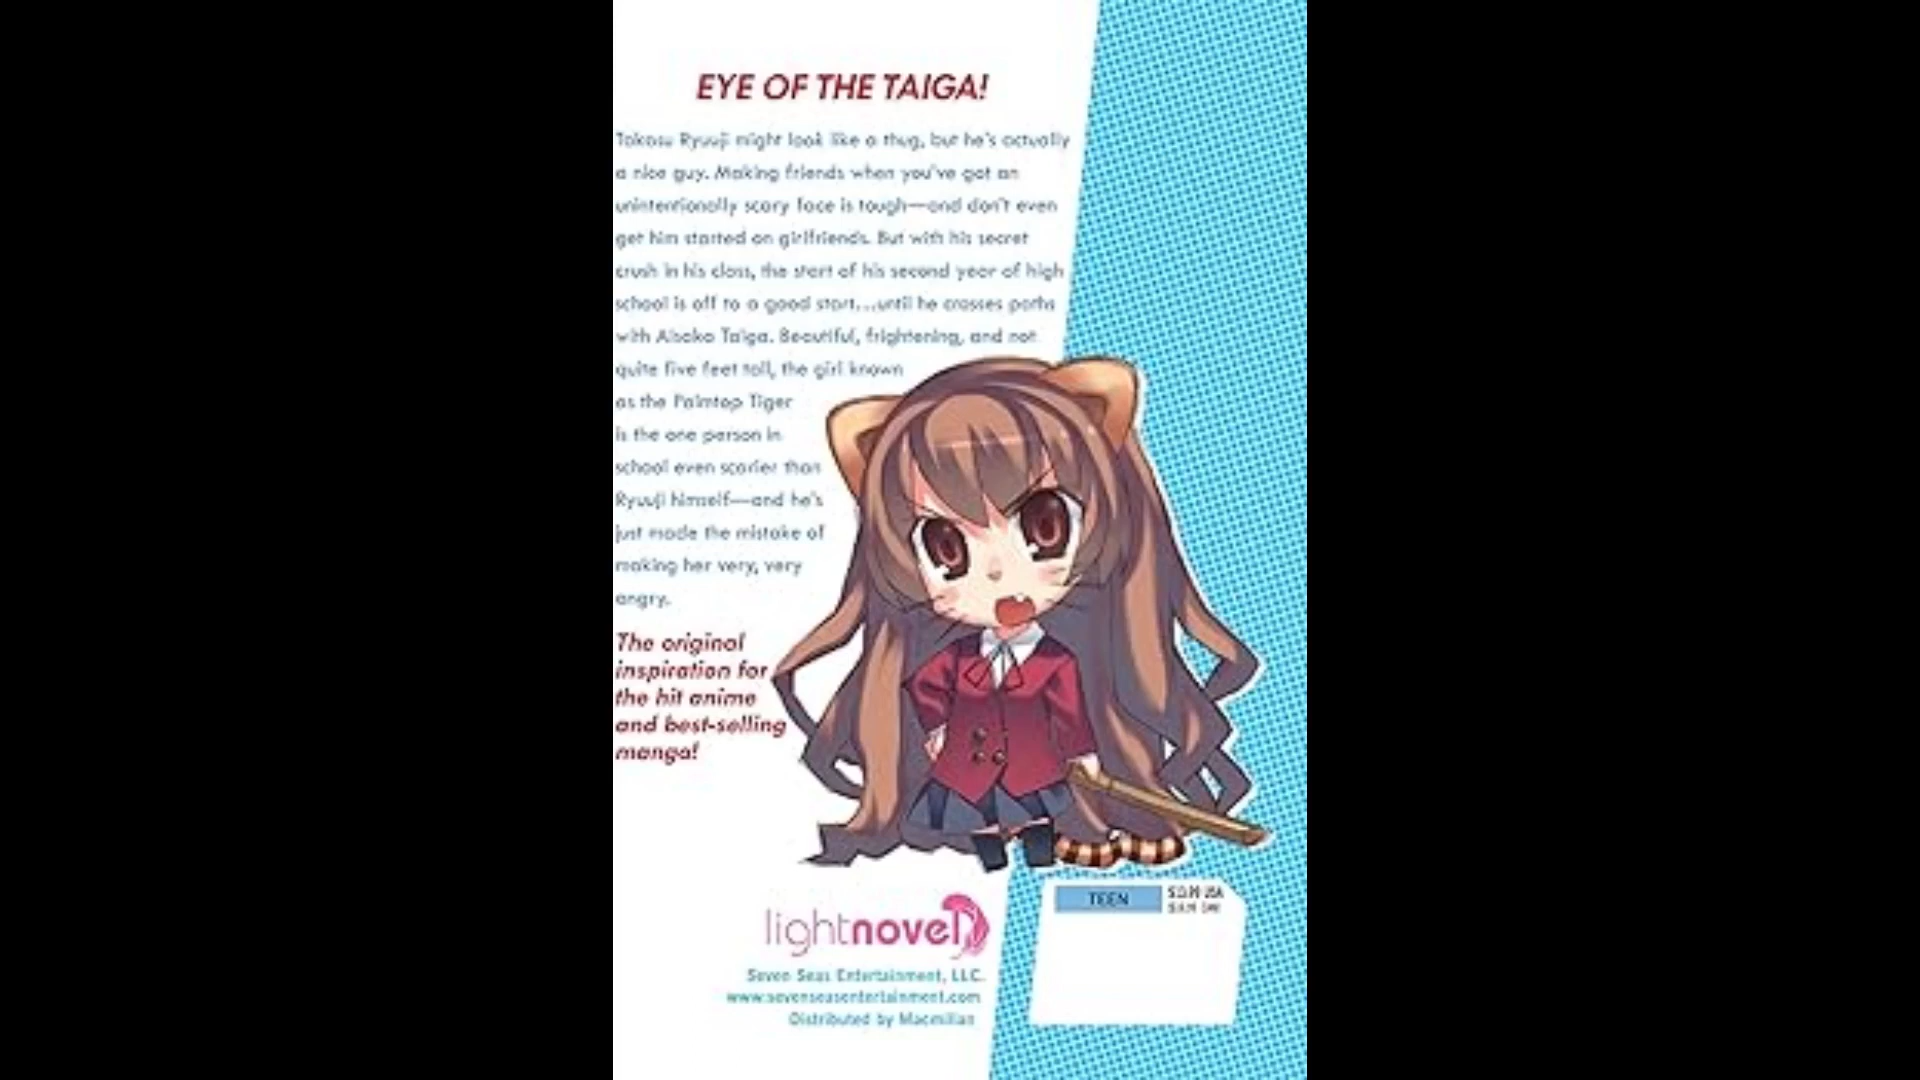 EYE OF THE TAIGA!
Takasu Ryuuji might look like a thug, but he's actually
a nice guy. Making friends when you've got an
unintentionally scary face is tough—and don't even
get him started on girlfriends. But with his secret
crush in his class, the start of his second year of high
school is off to a good start...until he crosses paths
with Aisaka Taiga. Beautiful, frightening, and not
quite five feet tall, the girl known
as the Palmtop Tiger
is the one person in
school even scarier than
Ryuuji himself—and he's
just made the mistake of
making her very, very
angry.
The original
inspiration for
the hit anime
and best-selling
manga!
lightnovel
Seven Seas Entertainment, LLC.
www.sevenseasentertainment.com
Distributed by Macmillan
TEEN
USA